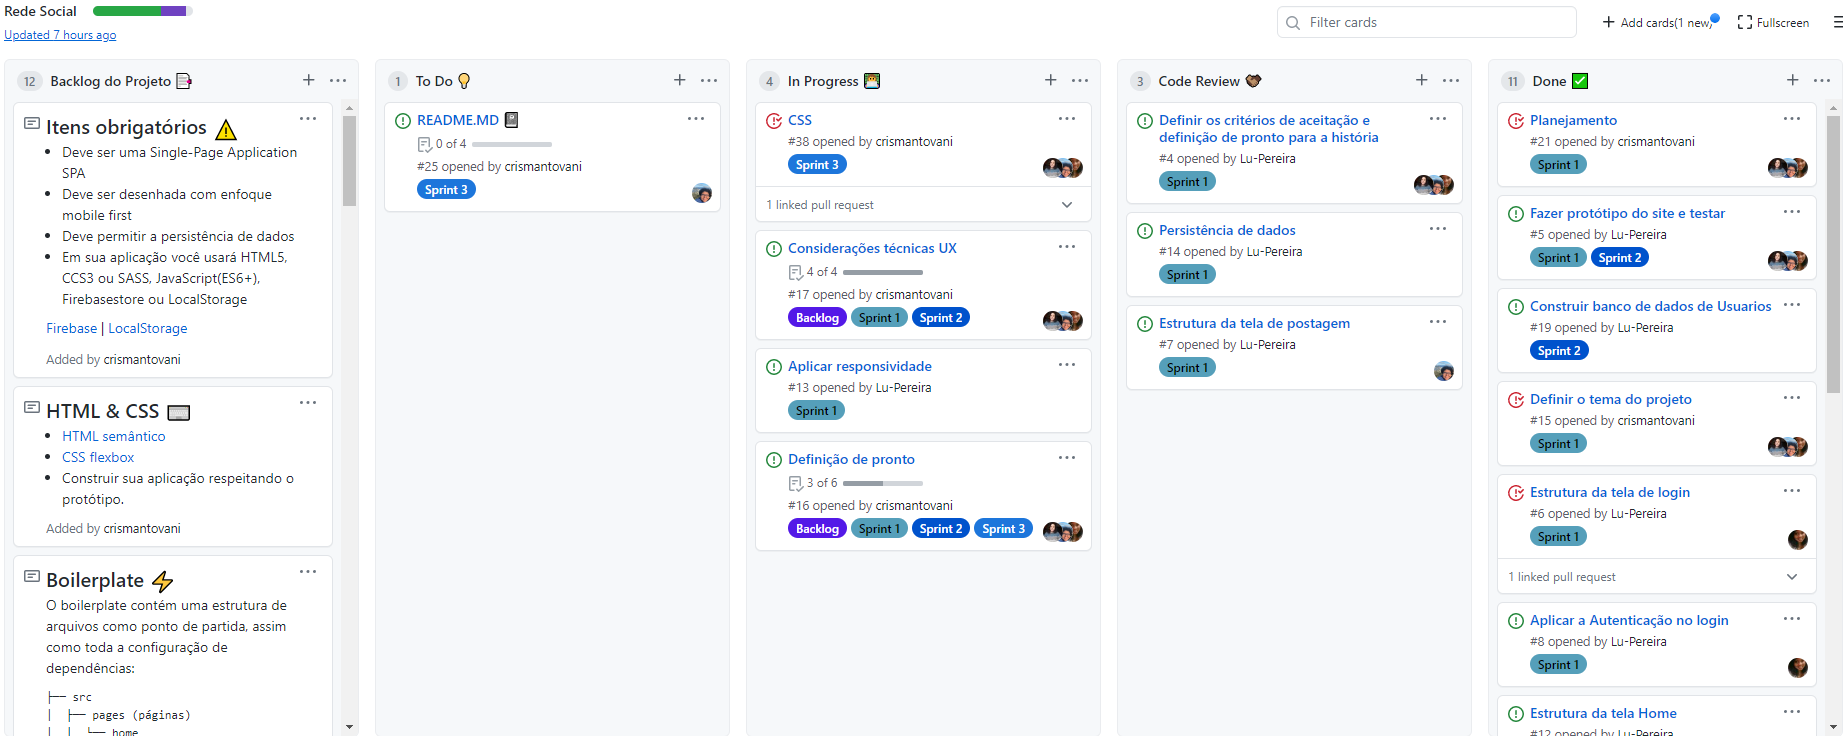 Rede Social
Updated 7 hours ago
Filter cards
Add cards(1 new)
Fullscreen
12 Backlog do Projeto
Itens obrigatórios
Deve ser uma Single-Page Application
SPA
Deve ser desenhada com enfoque
mobile first
Deve permitir a persistência de dados
Em sua aplicação você usará HTML5,
CCS3 ou SASS, JavaScript(ES6+),
Firebasestore ou LocalStorage
Firebase | LocalStorage
Added by crismantovani
HTML & CSS
HTML semântico
CSS flexbox
Construir sua aplicação respeitando o
protótipo.
Added by crismantovani
Boilerplate
O boilerplate contém uma estrutura de
arquivos como ponto de partida, assim
como toda a configuração de
dependências:
├── src
| ├── pages (páginas)
| | └── home
1 To Do
README.MD
0 of 4
#25 opened by crismantovani
Sprint 3
4 In Progress
CSS
#38 opened by crismantovani
Sprint 3
1 linked pull request
Considerações técnicas UX
4 of 4
#17 opened by crismantovani
Backlog Sprint 1 Sprint 2
Aplicar responsividade
#13 opened by Lu-Pereira
Sprint 1
Definição de pronto
3 of 6
#16 opened by crismantovani
Backlog Sprint 1 Sprint 2 Sprint 3
3 Code Review
Definir os critérios de aceitação e
definição de pronto para a história
#4 opened by Lu-Pereira
Sprint 1
Persistência de dados
#14 opened by Lu-Pereira
Sprint 1
Estrutura da tela de postagem
#7 opened by Lu-Pereira
Sprint 1
11 Done
Planejamento
#21 opened by crismantovani
Sprint 1
Fazer protótipo do site e testar
#5 opened by Lu-Pereira
Sprint 1 Sprint 2
Construir banco de dados de Usuarios
#19 opened by Lu-Pereira
Sprint 2
Definir o tema do projeto
#15 opened by crismantovani
Sprint 1
Estrutura da tela de login
#6 opened by Lu-Pereira
Sprint 1
1 linked pull request
Aplicar a Autenticação no login
#8 opened by Lu-Pereira
Sprint 1
Estrutura da tela Home
#12 opened by Lu-Pereira